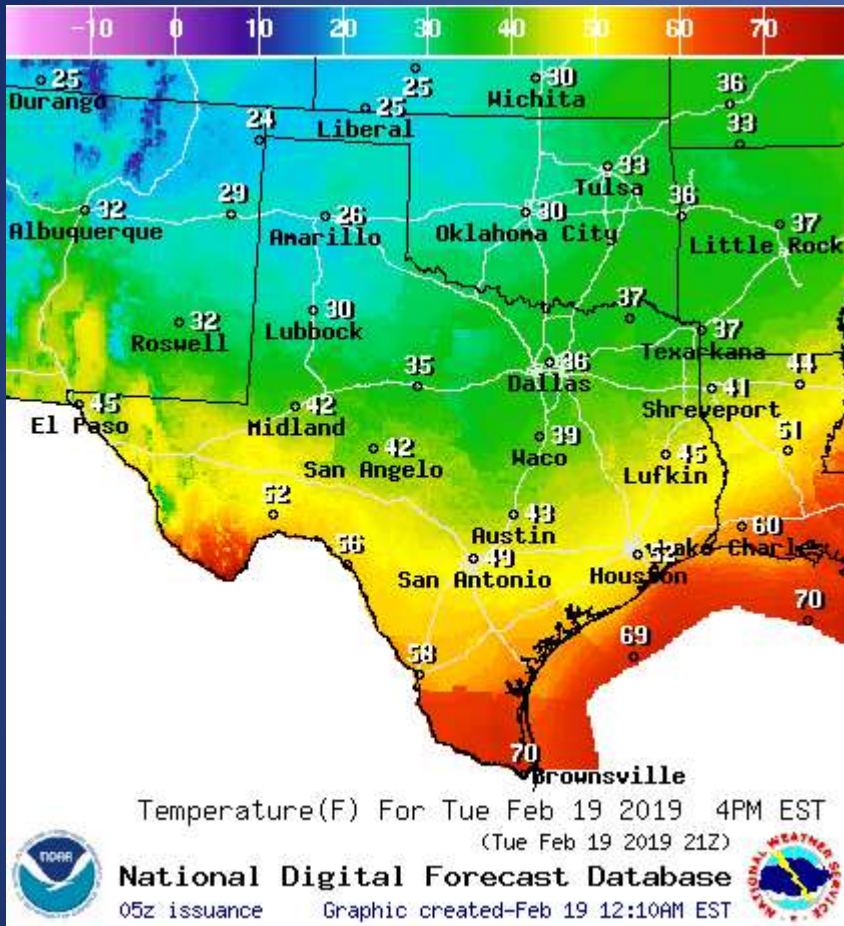 -10 0 10 20 30 40 50 60 70
25
Durango
25
30
Wichita
36
25
Liberal
24
33
33
Tulsa
32
Albuquerque
29
26
Amarillo
30
Oklahoma City
36
37
Little Rock
32
Roswell
30
Lubbock
37
37
Texarkana
35
36
Dallas
44
41
Shreveport
45
El Paso
42
Midland
42
San Angelo
39
Waco
51
45
Lufkin
52
43
Austin
60
Lake Charles
56
49
San Antonio
52
Houston
70
69
58
70
Brownsville
Temperature(F) For Tue Feb 19 2019 4PM EST
(Tue Feb 19 2019 21Z)
National Digital Forecast Database
05z issuance Graphic created-Feb 19 12:10AM EST
NOAA
NATIONAL WEATHER SERVICE